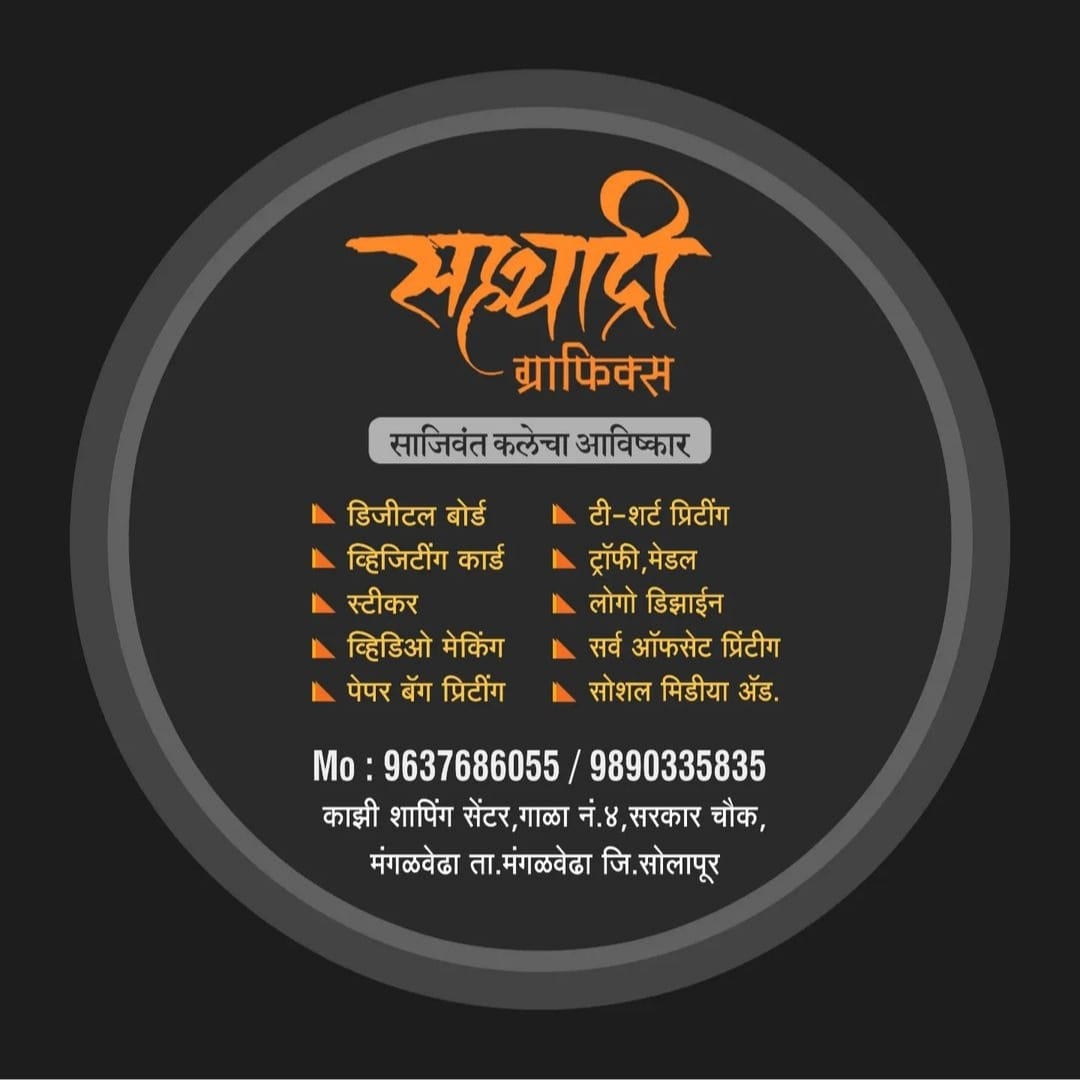 सह्याद्री
ग्राफिक्स
साजिवंत कलेचा आविष्कार
डिजीटल बोर्ड
व्हिजिटींग कार्ड
स्टीकर
व्हिडिओ मेकिंग
पेपर बॅग प्रिटींग
टी-शर्ट प्रिटींग
ट्रॉफी,मेडल
लोगो डिझाईन
सर्व ऑफसेट प्रिंटीग
सोशल मिडीया ॲड.
Mo : 9637686055 / 9890335835
काझी शापिंग सेंटर,गाळा नं.४,सरकार चौक,
मंगळवेढा ता.मंगळवेढा जि.सोलापूर